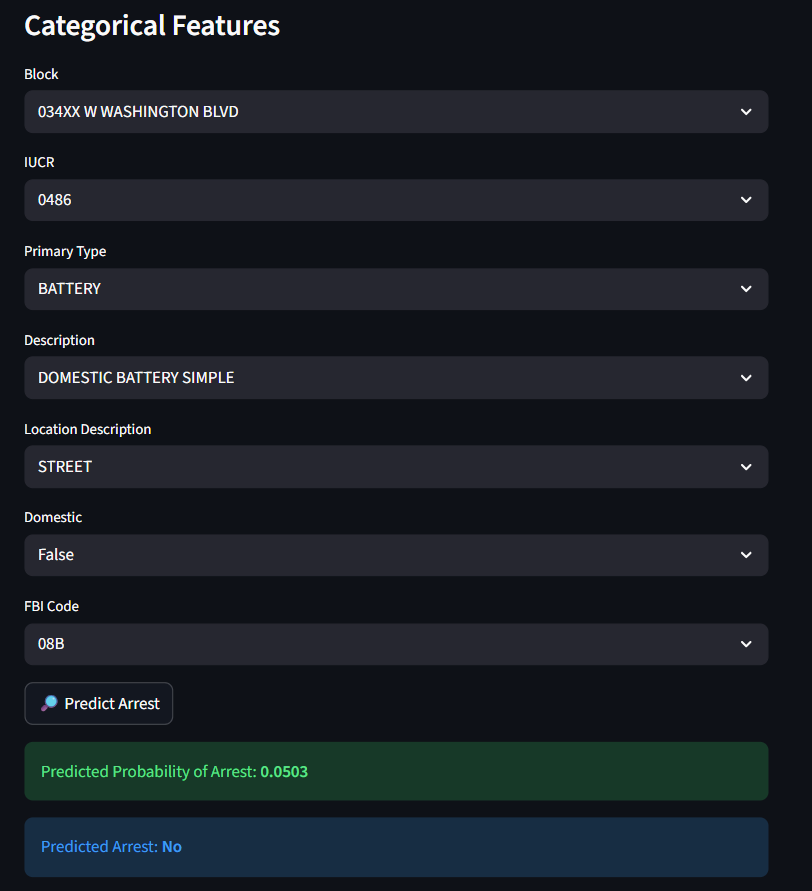 Categorical Features
Block
034XX W WASHINGTON BLVD
IUCR
0486
Primary Type
BATTERY
Description
DOMESTIC BATTERY SIMPLE
Location Description
STREET
Domestic
False
FBI Code
08B
Predict Arrest
Predicted Probability of Arrest: 0.0503
Predicted Arrest: No